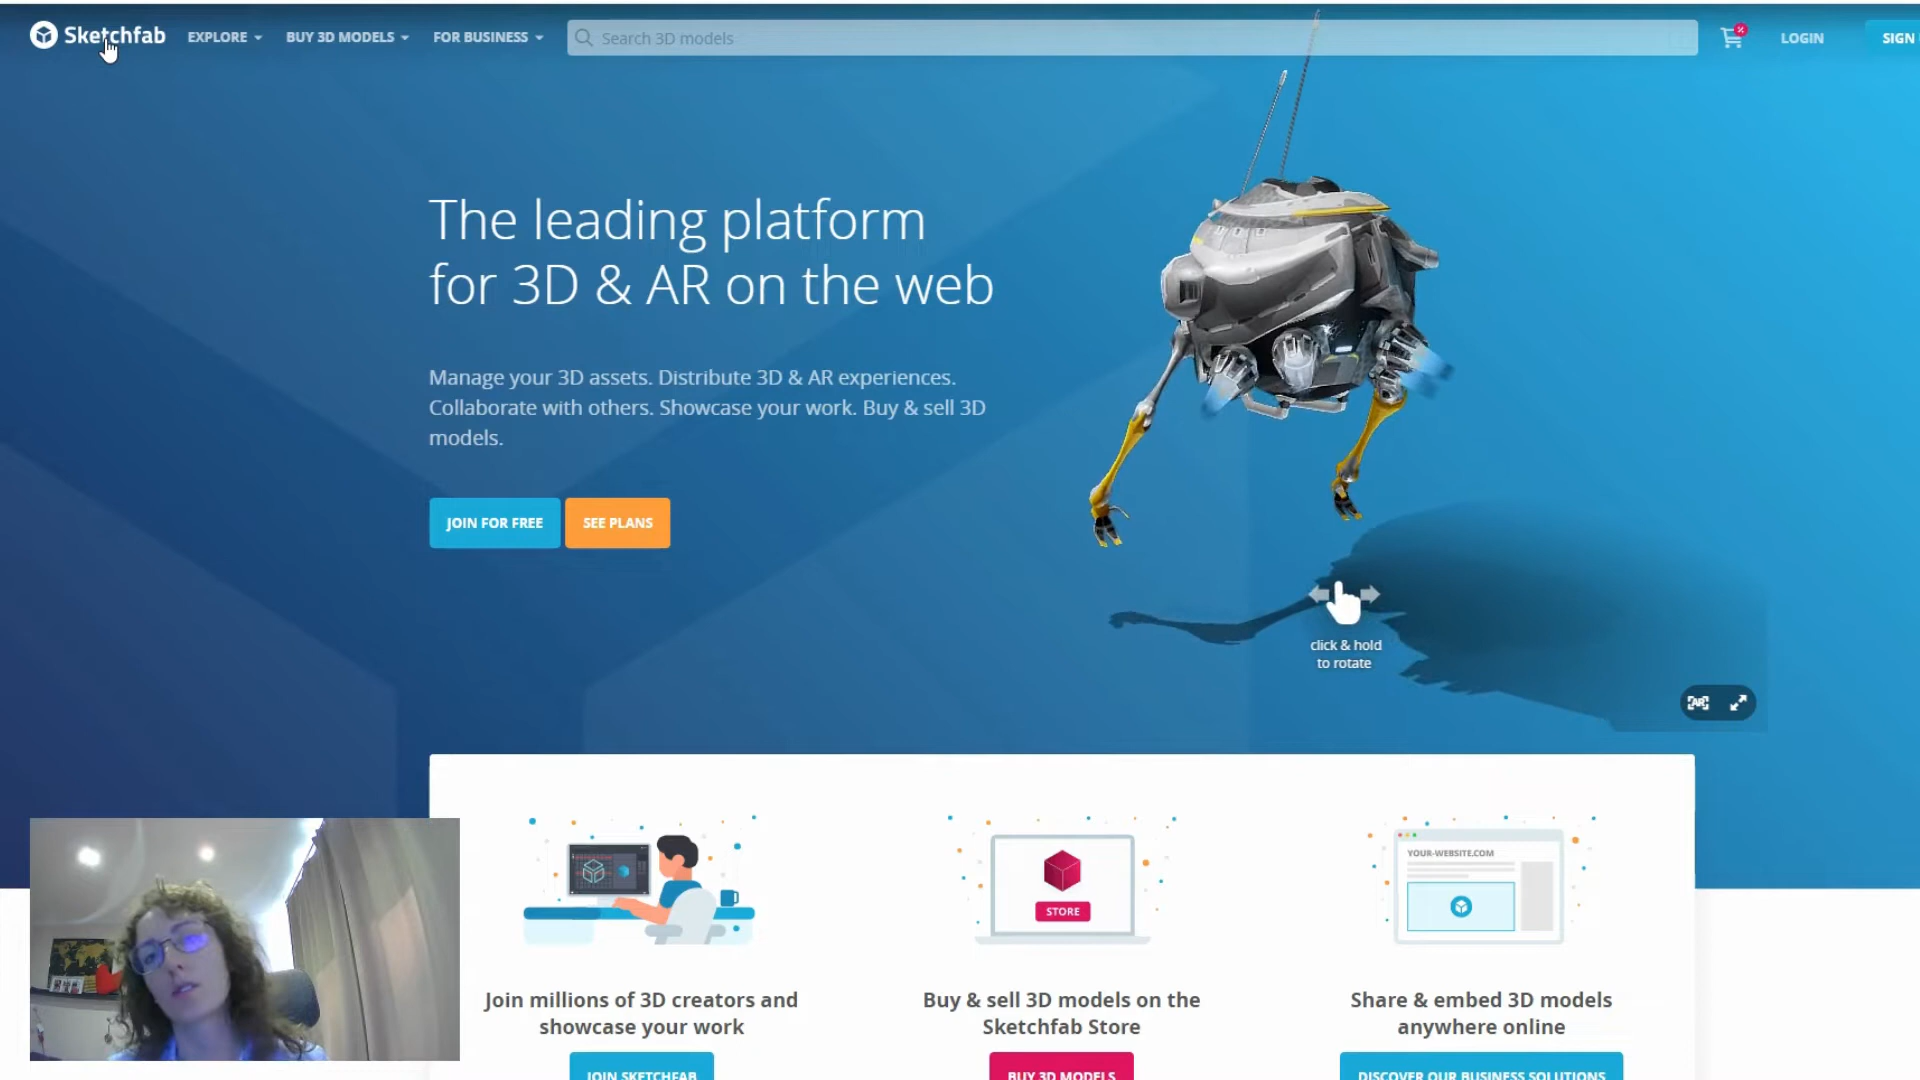 Sketchfab
EXPLORE
BUY 3D MODELS
FOR BUSINESS
Search 3D models
LOGIN
SIGN
The leading platform
for 3D & AR on the web
Manage your 3D assets. Distribute 3D & AR experiences.
Collaborate with others. Showcase your work. Buy & sell 3D
models.
JOIN FOR FREE
SEE PLANS
click & hold
to rotate
AR
STORE
YOUR-WEBSITE.COM
Join millions of 3D creators and
showcase your work
Buy & sell 3D models on the
Sketchfab Store
Share & embed 3D models
anywhere online
JOIN SKETCHFAB
BUY 3D MODELS
DISCOVER OUR BUSINESS SOLUTIONS